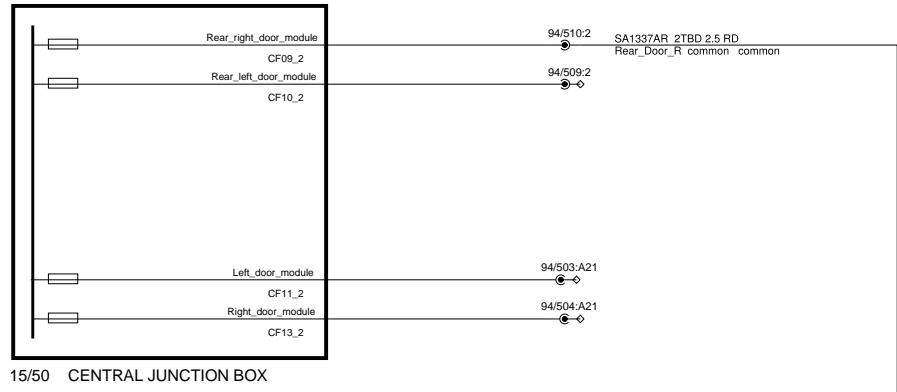 Rear_right_door_module 94/510:2 SA1337AR 2TBD 2.5 RD
CF09_2 Rear_Door_R common common
Rear_left_door_module 94/509:2
CF10_2
Left_door_module 94/503:A21
CF11_2
Right_door_module 94/504:A21
CF13_2
15/50 CENTRAL JUNCTION BOX